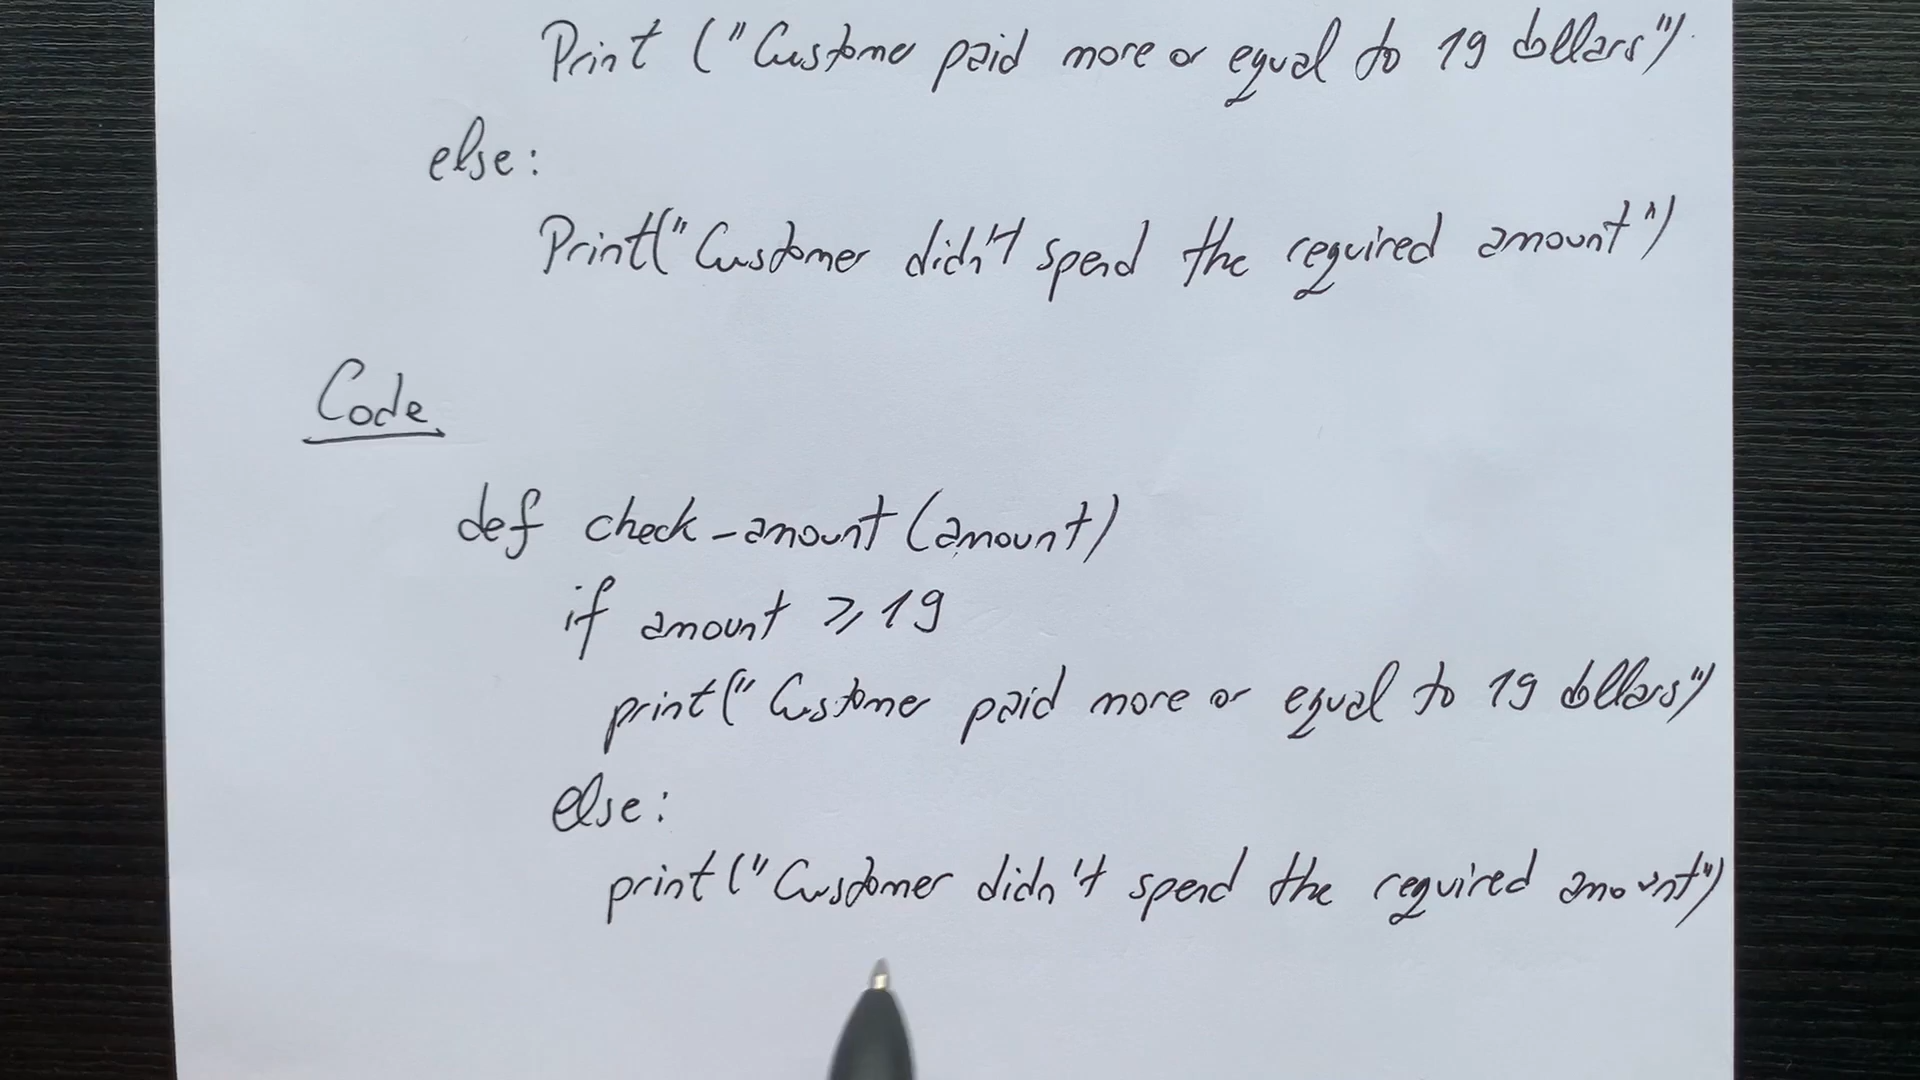 Print ("Customer paid more or equal to 19 dollars")
else:
Print("Customer didn't spend the required amount")
Code
def check_amount (amount)
if amount ⩾ 19
print("Customer paid more or equal to 19 dollars")
else:
print("Customer didn't spend the required amount")